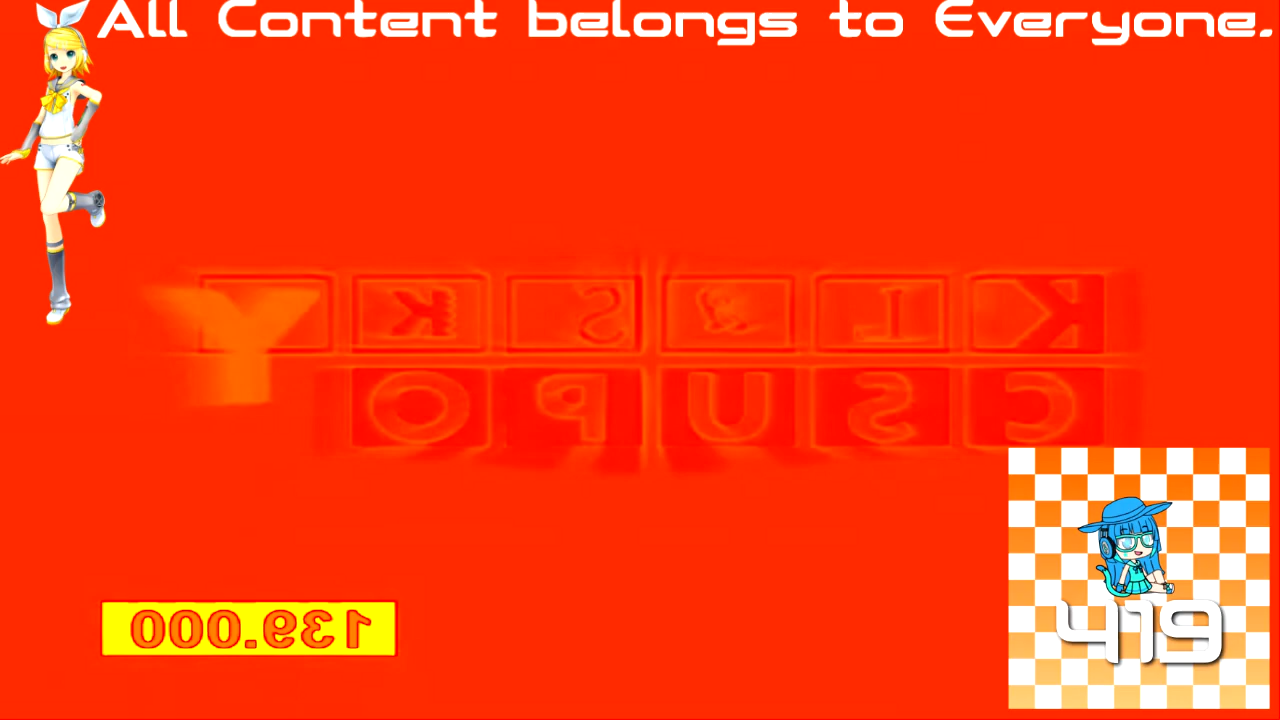 All Content belongs to Everyone.
KLASKY
CSUPO
139.000
419